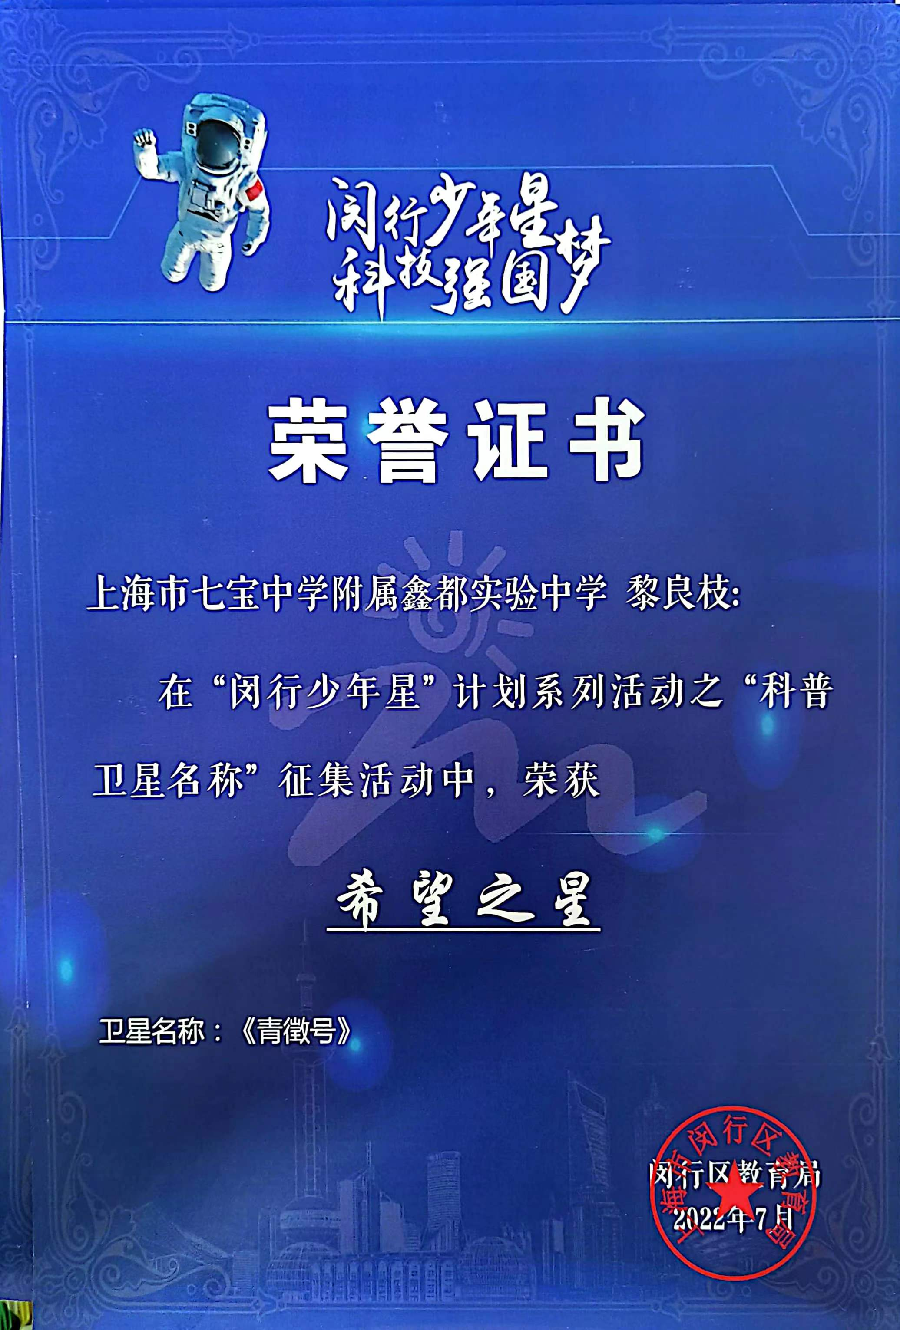 闵行少年星
科技强国梦
荣誉证书
上海市七宝中学附属鑫都实验中学 黎良枝:
在“闵行少年星”计划系列活动之“科普
卫星名称”征集活动中，荣获
希望之星
卫星名称：《青徵号》
闵行区教育局
2022年7月
上海市闵行区教育局